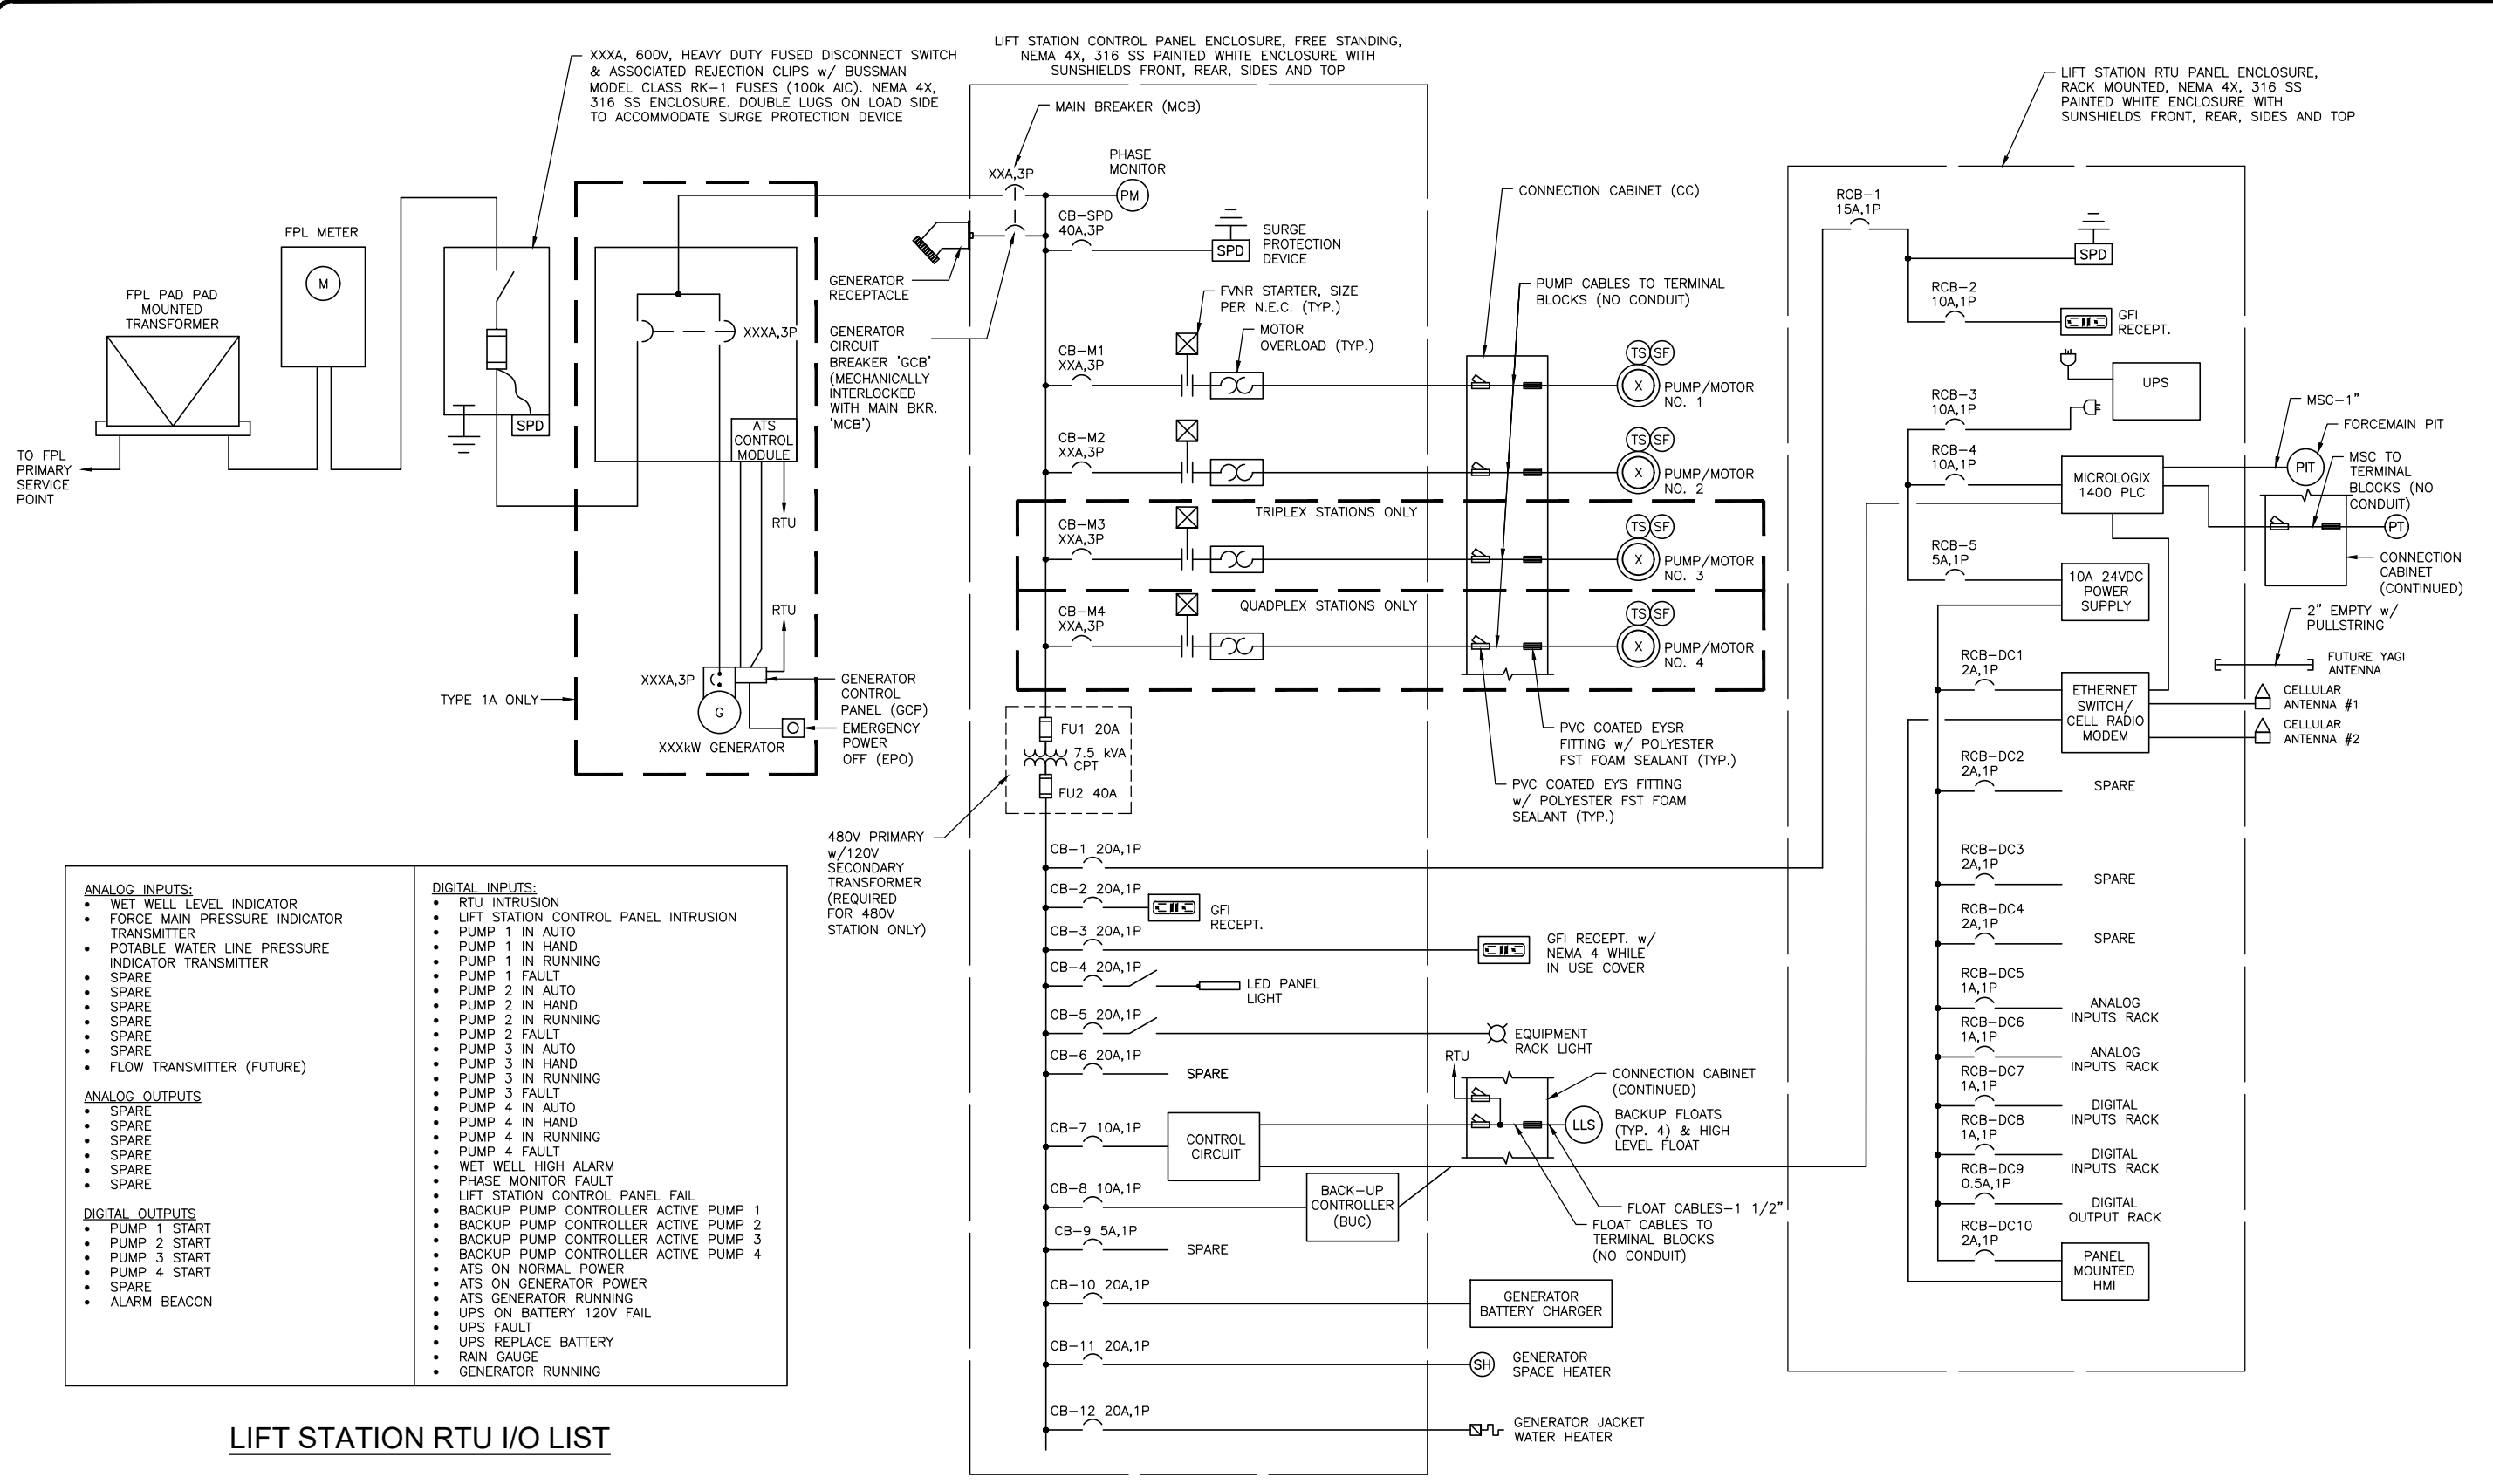 XXXA, 600V, HEAVY DUTY FUSED DISCONNECT SWITCH
& ASSOCIATED REJECTION CLIPS w/ BUSSMAN
MODEL CLASS RK-1 FUSES (100k AIC). NEMA 4X,
316 SS ENCLOSURE. DOUBLE LUGS ON LOAD SIDE
TO ACCOMMODATE SURGE PROTECTION DEVICE
LIFT STATION CONTROL PANEL ENCLOSURE, FREE STANDING,
NEMA 4X, 316 SS PAINTED WHITE ENCLOSURE WITH
SUNSHIELDS FRONT, REAR, SIDES AND TOP
LIFT STATION RTU PANEL ENCLOSURE,
RACK MOUNTED, NEMA 4X, 316 SS
PAINTED WHITE ENCLOSURE WITH
SUNSHIELDS FRONT, REAR, SIDES AND TOP
FPL PAD PAD
MOUNTED
TRANSFORMER
FPL METER
M
TO FPL
PRIMARY
SERVICE
POINT
SPD
XXXA,3P
ATS
CONTROL
MODULE
RTU
RTU
XXXA,3P
G
XXXkW GENERATOR
TYPE 1A ONLY
GENERATOR
CONTROL
PANEL (GCP)
EMERGENCY
POWER
OFF (EPO)
MAIN BREAKER (MCB)
XXA,3P
PHASE
MONITOR
PM
CB-SPD
40A,3P
SPD
SURGE
PROTECTION
DEVICE
GENERATOR
RECEPTACLE
GENERATOR
CIRCUIT
BREAKER 'GCB'
(MECHANICALLY
INTERLOCKED
WITH MAIN BKR.
'MCB')
FVNR STARTER, SIZE
PER N.E.C. (TYP.)
MOTOR
OVERLOAD (TYP.)
CONNECTION CABINET (CC)
PUMP CABLES TO TERMINAL
BLOCKS (NO CONDUIT)
CB-M1
XXA,3P
TS SF
X
PUMP/MOTOR
NO. 1
CB-M2
XXA,3P
TS SF
X
PUMP/MOTOR
NO. 2
TRIPLEX STATIONS ONLY
CB-M3
XXA,3P
TS SF
X
PUMP/MOTOR
NO. 3
QUADPLEX STATIONS ONLY
CB-M4
XXA,3P
TS SF
X
PUMP/MOTOR
NO. 4
PVC COATED EYSR
FITTING w/ POLYESTER
FST FOAM SEALANT (TYP.)
PVC COATED EYS FITTING
w/ POLYESTER FST FOAM
SEALANT (TYP.)
FU1 20A
7.5 kVA
CPT
FU2 40A
480V PRIMARY
w/120V
SECONDARY
TRANSFORMER
(REQUIRED
FOR 480V
STATION ONLY)
CB-1 20A,1P
CB-2 20A,1P
GFI
RECEPT.
CB-3 20A,1P
GFI RECEPT. w/
NEMA 4 WHILE
IN USE COVER
CB-4 20A,1P
LED PANEL
LIGHT
CB-5 20A,1P
EQUIPMENT
RACK LIGHT
CB-6 20A,1P
SPARE
RTU
CONNECTION CABINET
(CONTINUED)
CB-7 10A,1P
CONTROL
CIRCUIT
LLS
BACKUP FLOATS
(TYP. 4) & HIGH
LEVEL FLOAT
CB-8 10A,1P
BACK-UP
CONTROLLER
(BUC)
FLOAT CABLES-1 1/2"
FLOAT CABLES TO
TERMINAL BLOCKS
(NO CONDUIT)
CB-9 5A,1P
SPARE
CB-10 20A,1P
GENERATOR
BATTERY CHARGER
CB-11 20A,1P
SH
GENERATOR
SPACE HEATER
CB-12 20A,1P
GENERATOR JACKET
WATER HEATER
RCB-1
15A,1P
SPD
RCB-2
10A,1P
GFI
RECEPT.
UPS
RCB-3
10A,1P
RCB-4
10A,1P
MICROLOGIX
1400 PLC
MSC-1"
FORCEMAIN PIT
PIT
MSC TO
TERMINAL
BLOCKS (NO
CONDUIT)
PT
CONNECTION
CABINET
(CONTINUED)
RCB-5
5A,1P
10A 24VDC
POWER
SUPPLY
2" EMPTY w/
PULLSTRING
FUTURE YAGI
ANTENNA
RCB-DC1
2A,1P
ETHERNET
SWITCH/
CELL RADIO
MODEM
CELLULAR
ANTENNA #1
CELLULAR
ANTENNA #2
RCB-DC2
2A,1P
SPARE
RCB-DC3
2A,1P
SPARE
RCB-DC4
2A,1P
SPARE
RCB-DC5
1A,1P
ANALOG
INPUTS RACK
RCB-DC6
1A,1P
ANALOG
INPUTS RACK
RCB-DC7
1A,1P
DIGITAL
INPUTS RACK
RCB-DC8
1A,1P
DIGITAL
INPUTS RACK
RCB-DC9
0.5A,1P
DIGITAL
OUTPUT RACK
RCB-DC10
2A,1P
PANEL
MOUNTED
HMI
ANALOG INPUTS:
• WET WELL LEVEL INDICATOR
• FORCE MAIN PRESSURE INDICATOR
TRANSMITTER
• POTABLE WATER LINE PRESSURE
INDICATOR TRANSMITTER
• SPARE
• SPARE
• SPARE
• SPARE
• SPARE
• SPARE
• FLOW TRANSMITTER (FUTURE)
ANALOG OUTPUTS
• SPARE
• SPARE
• SPARE
• SPARE
• SPARE
• SPARE
DIGITAL OUTPUTS
• PUMP 1 START
• PUMP 2 START
• PUMP 3 START
• PUMP 4 START
• SPARE
• ALARM BEACON
DIGITAL INPUTS:
• RTU INTRUSION
• LIFT STATION CONTROL PANEL INTRUSION
• PUMP 1 IN AUTO
• PUMP 1 IN HAND
• PUMP 1 IN RUNNING
• PUMP 1 FAULT
• PUMP 2 IN AUTO
• PUMP 2 IN HAND
• PUMP 2 IN RUNNING
• PUMP 2 FAULT
• PUMP 3 IN AUTO
• PUMP 3 IN HAND
• PUMP 3 IN RUNNING
• PUMP 3 FAULT
• PUMP 4 IN AUTO
• PUMP 4 IN HAND
• PUMP 4 IN RUNNING
• PUMP 4 FAULT
• WET WELL HIGH ALARM
• PHASE MONITOR FAULT
• LIFT STATION CONTROL PANEL FAIL
• BACKUP PUMP CONTROLLER ACTIVE PUMP 1
• BACKUP PUMP CONTROLLER ACTIVE PUMP 2
• BACKUP PUMP CONTROLLER ACTIVE PUMP 3
• BACKUP PUMP CONTROLLER ACTIVE PUMP 4
• ATS ON NORMAL POWER
• ATS ON GENERATOR POWER
• ATS GENERATOR RUNNING
• UPS ON BATTERY 120V FAIL
• UPS FAULT
• UPS REPLACE BATTERY
• RAIN GAUGE
• GENERATOR RUNNING
LIFT STATION RTU I/O LIST